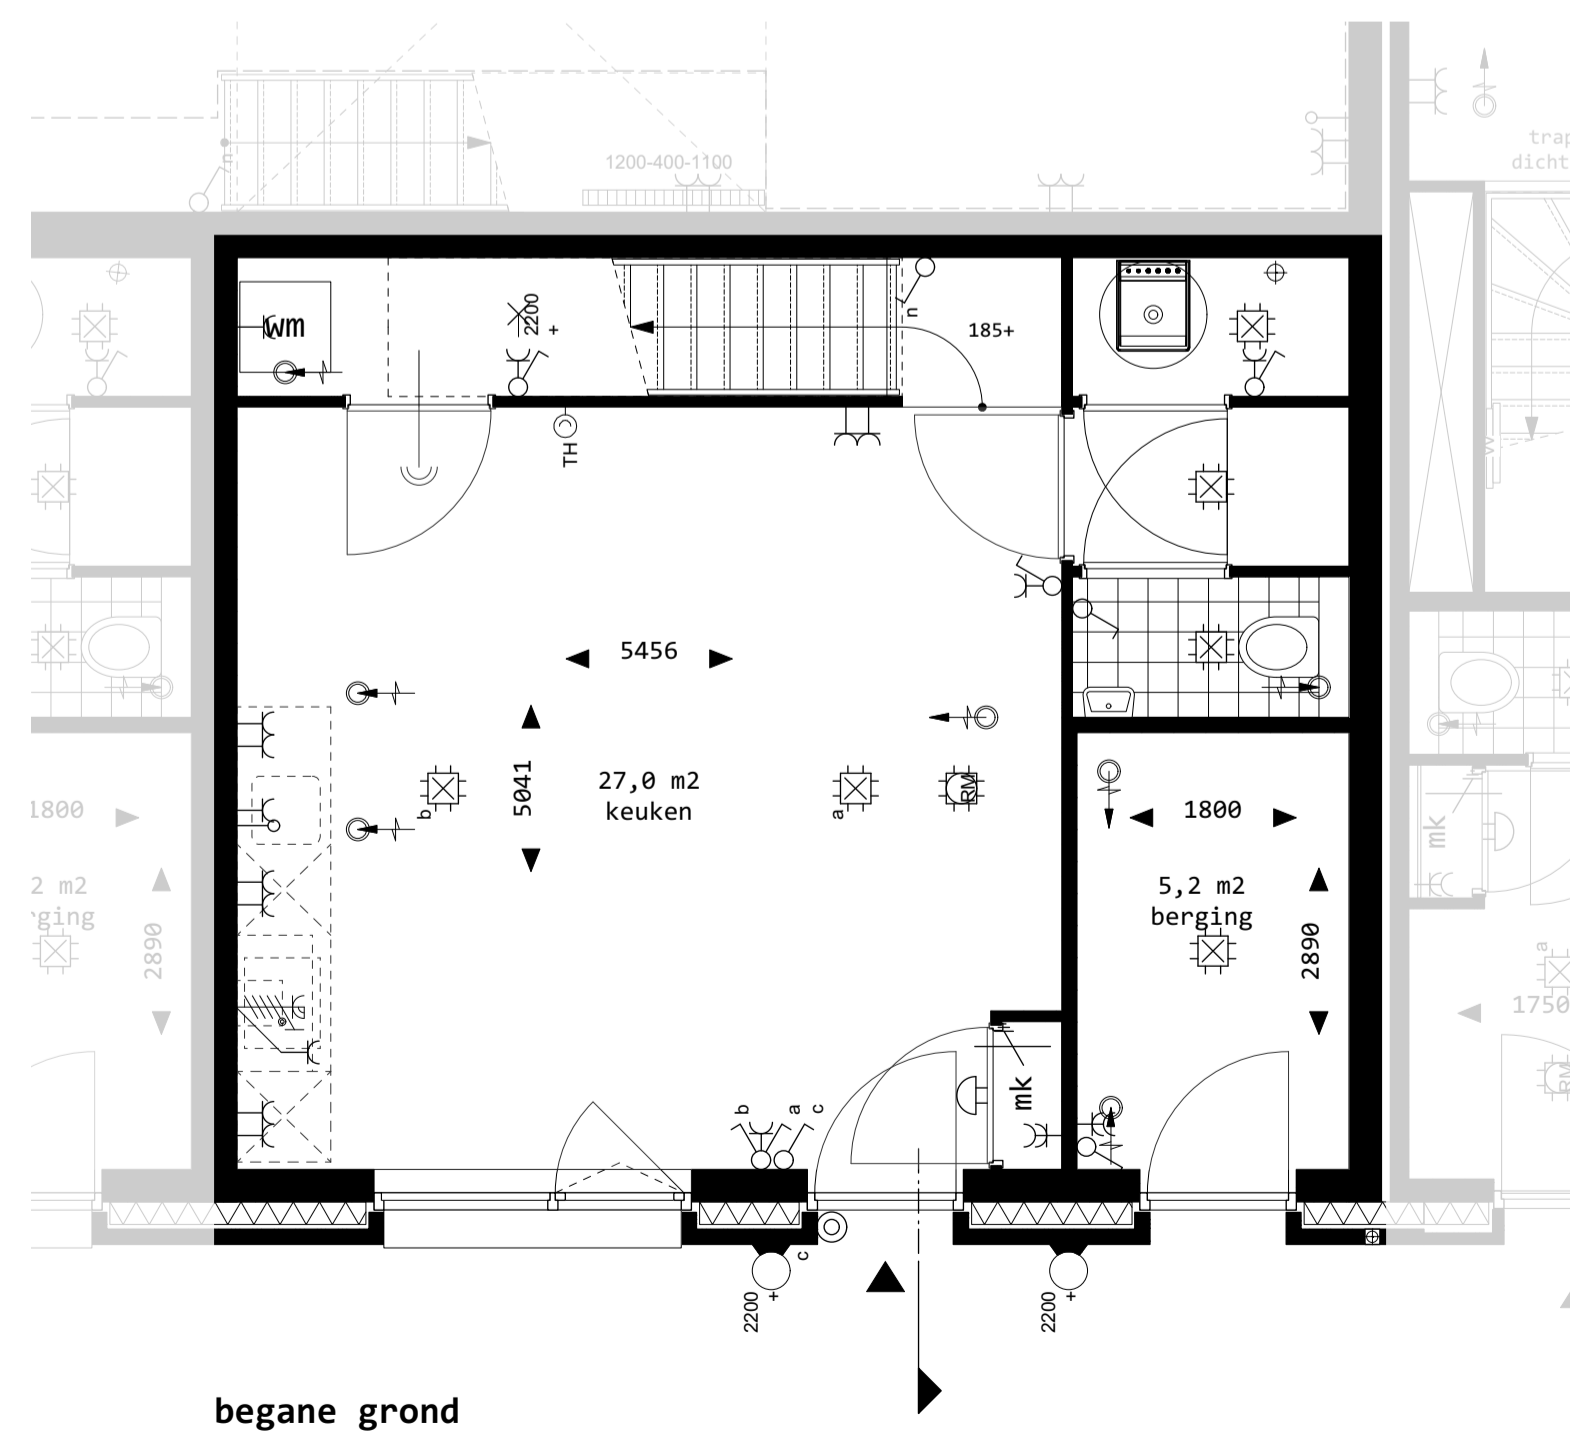 1200-400-1100
n
trap
dicht
wm
2200
+
n
185+
TH
5456
5041
27,0 m2
keuken
b
a
RM
1800
5,2 m2
berging
2890
1800
2 m2
rging
2890
mk
mk
a
1750
RM
b
a
c
c
2200
+
2200
+
begane grond